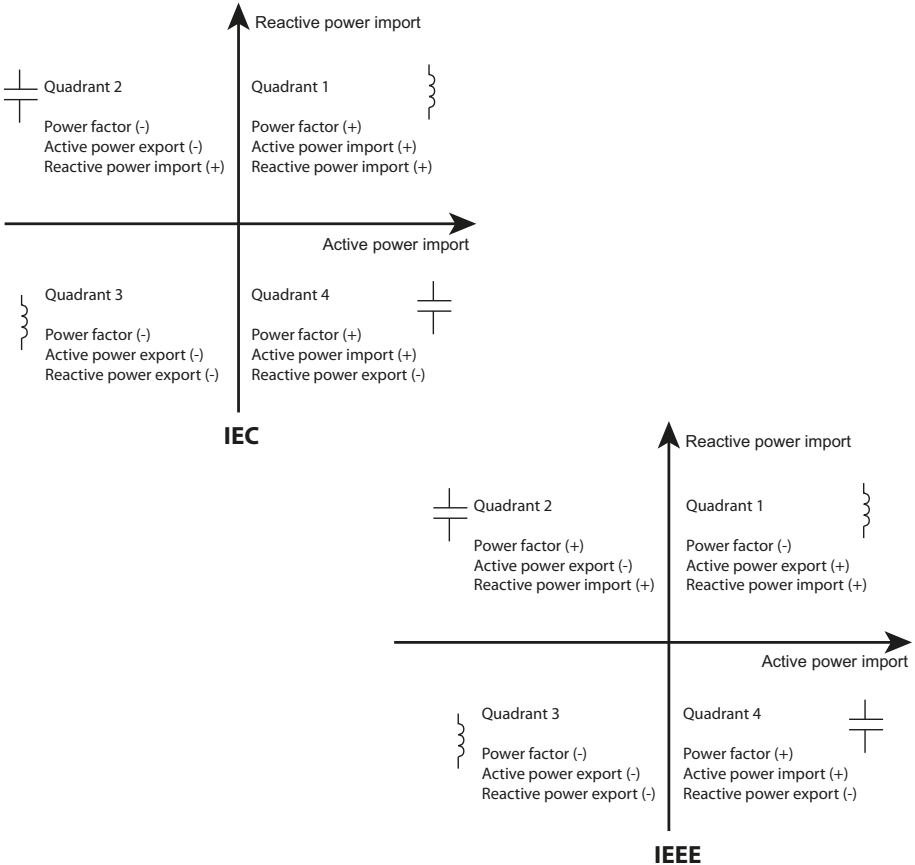 Reactive power import
Quadrant 2
Power factor (-)
Active power export (-)
Reactive power import (+)
Quadrant 1
Power factor (+)
Active power import (+)
Reactive power import (+)
Active power import
Quadrant 3
Power factor (-)
Active power export (-)
Reactive power export (-)
Quadrant 4
Power factor (+)
Active power import (+)
Reactive power export (-)
IEC
Reactive power import
Quadrant 2
Power factor (+)
Active power export (-)
Reactive power import (+)
Quadrant 1
Power factor (-)
Active power export (+)
Reactive power import (+)
Active power import
Quadrant 3
Power factor (-)
Active power export (-)
Reactive power export (-)
Quadrant 4
Power factor (+)
Active power import (+)
Reactive power export (-)
IEEE